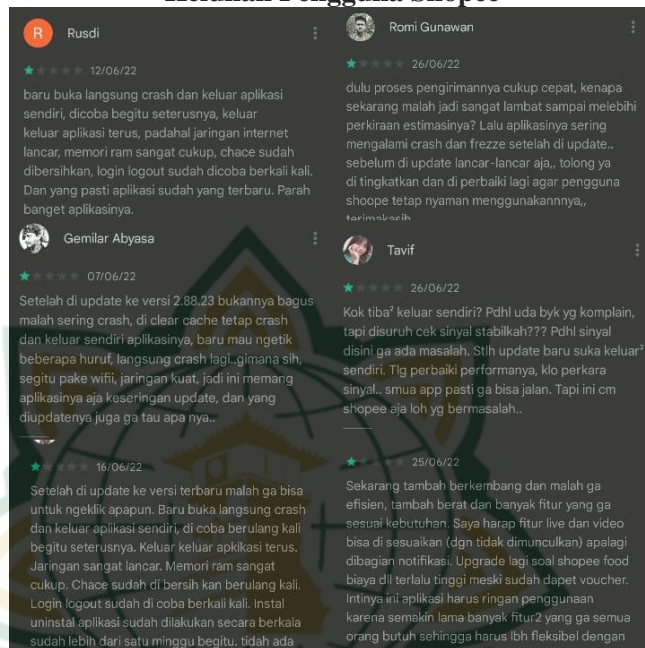 Keluhan Pengguna Shopee
R
Rusdi
12/06/22
baru buka langsung crash dan keluar aplikasi
sendiri, dicoba begitu seterusnya, keluar
keluar aplikasi terus, padahal jaringan internet
lancar, memori ram sangat cukup, chace sudah
dibersihkan, login logout sudah dicoba berkali kali.
Dan yang pasti aplikasi sudah yang terbaru. Parah
banget aplikasinya.
Gemilar Abyasa
07/06/22
Setelah di update ke versi 2.88.23 bukannya bagus
malah sering crash, di clear cache tetap crash
dan keluar sendiri aplikasinya, baru mau ngetik
beberapa huruf, langsung crash lagi..gimana sih,
segitu pake wifii, jaringan kuat, jadi ini memang
aplikasinya aja keseringan update, dan yang
diupdatenya juga ga tau apa nya..
16/06/22
Setelah di update ke versi terbaru malah ga bisa
untuk ngeklik apapun. Baru buka langsung crash
dan keluar aplikasi sendiri, di coba berulang kali
begitu seterusnya. Keluar keluar apkikasi terus.
Jaringan sangat lancar. Memori ram sangat
cukup. Chace sudah di bersih kan berulang kali.
Login logout sudah di coba berkali kali. Instal
uninstal aplikasi sudah dilakukan secara berkala
sudah lebih dari satu minggu begitu. tidak ada
Romi Gunawan
26/06/22
dulu proses pengirimannya cukup cepat, kenapa
sekarang malah jadi sangat lambat sampai melebihi
perkiraan estimasinya? Lalu aplikasinya sering
mengalami crash dan frezze setelah di update..
sebelum di update lancar-lancar aja,, tolong ya
di tingkatkan dan di perbaiki lagi agar pengguna
shoope tetap nyaman menggunakannnya,,
terimakasih
Tavif
26/06/22
Kok tiba² keluar sendiri? Pdhl uda byk yg komplain,
tapi disuruh cek sinyal stabilkah??? Pdhl sinyal
disini ga ada masalah. Stlh update baru suka keluar²
sendiri. Tlg perbaiki performanya, klo perkara
sinyal.. smua app pasti ga bisa jalan. Tapi ini cm
shopee aja loh yg bermasalah..
25/06/22
Sekarang tambah berkembang dan malah ga
efisien, tambah berat dan banyak fitur yang ga
sesuai kebutuhan. Saya harap fitur live dan video
bisa di sesuaikan (dgn tidak dimunculkan) apalagi
dibagian notifikasi. Upgrade lagi soal shopee food
biaya dll terlalu tinggi meski sudah dapet voucher.
Intinya ini aplikasi harus ringan penggunaan
karena semakin lama banyak fitur2 yang ga semua
orang butuh sehingga harus lbh fleksibel dengan